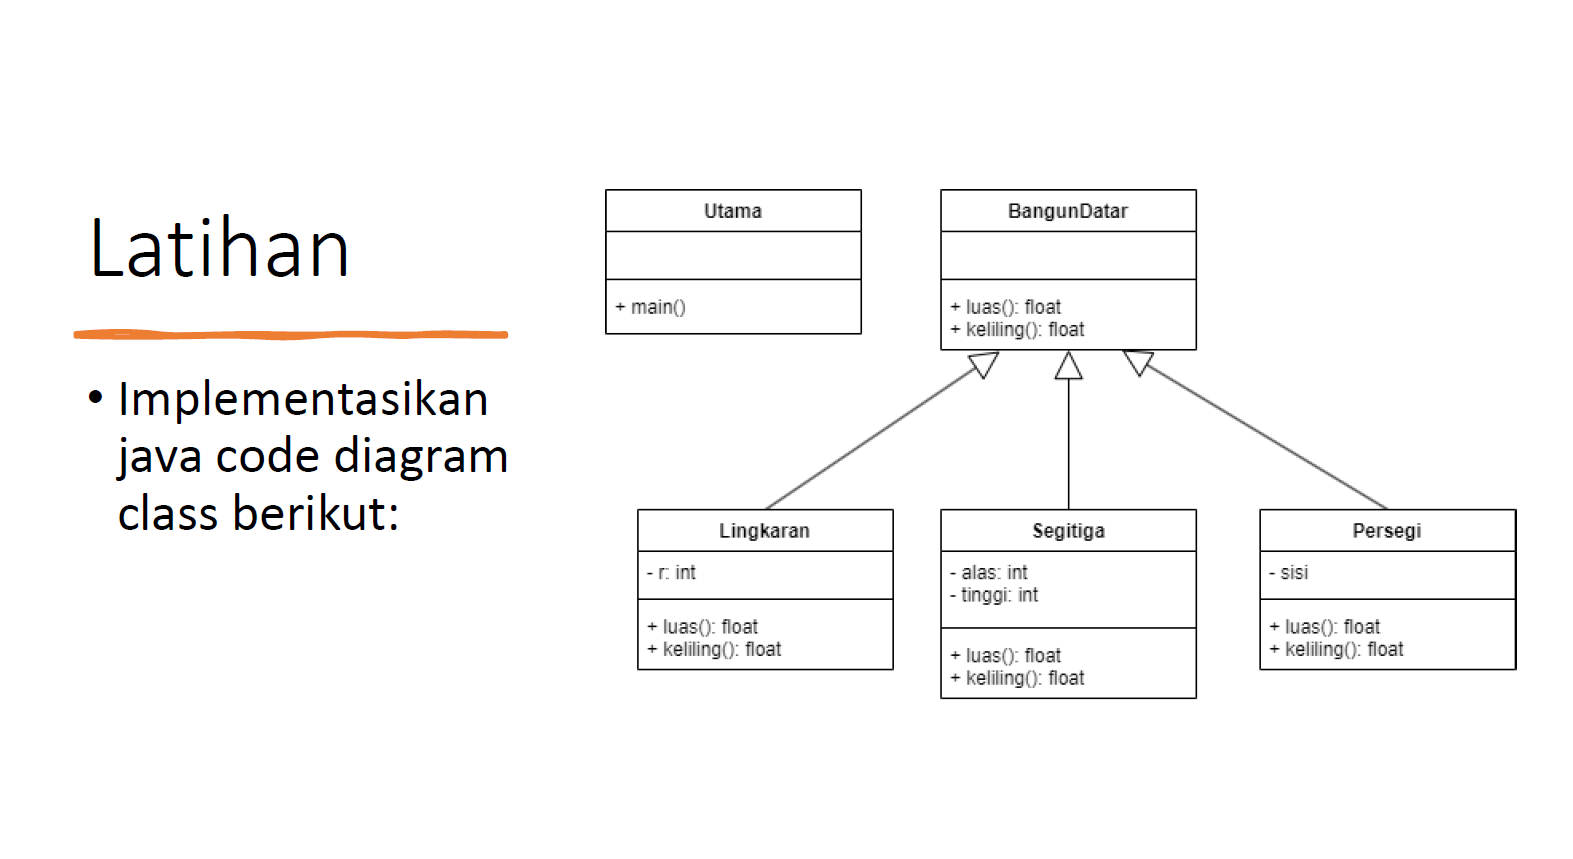 Latihan
• Implementasikan
java code diagram
class berikut:
Utama
+ main()
BangunDatar
+ luas(): float
+ keliling(): float
Lingkaran
- r: int
+ luas(): float
+ keliling(): float
Segitiga
- alas: int
- tinggi: int
+ luas(): float
+ keliling(): float
Persegi
- sisi
+ luas(): float
+ keliling(): float